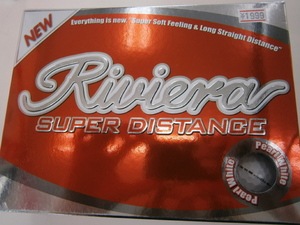 NEW
Everything is new "Super Soft Feeling & Long Straight Distance"
Riviera
SUPER DISTANCE
Pearl White
Pearl White